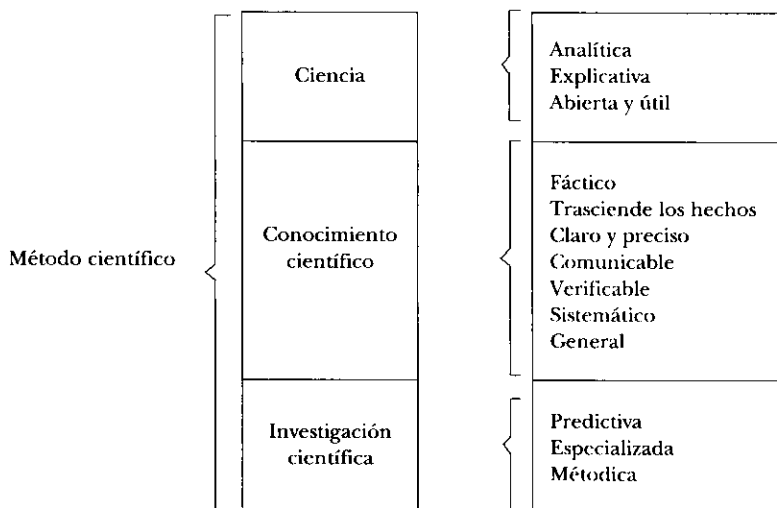 Método científico
Ciencia
Analítica
Explicativa
Abierta y útil
Conocimiento
científico
Fáctico
Trasciende los hechos
Claro y preciso
Comunicable
Verificable
Sistemático
General
Investigación
científica
Predictiva
Especializada
Métodica